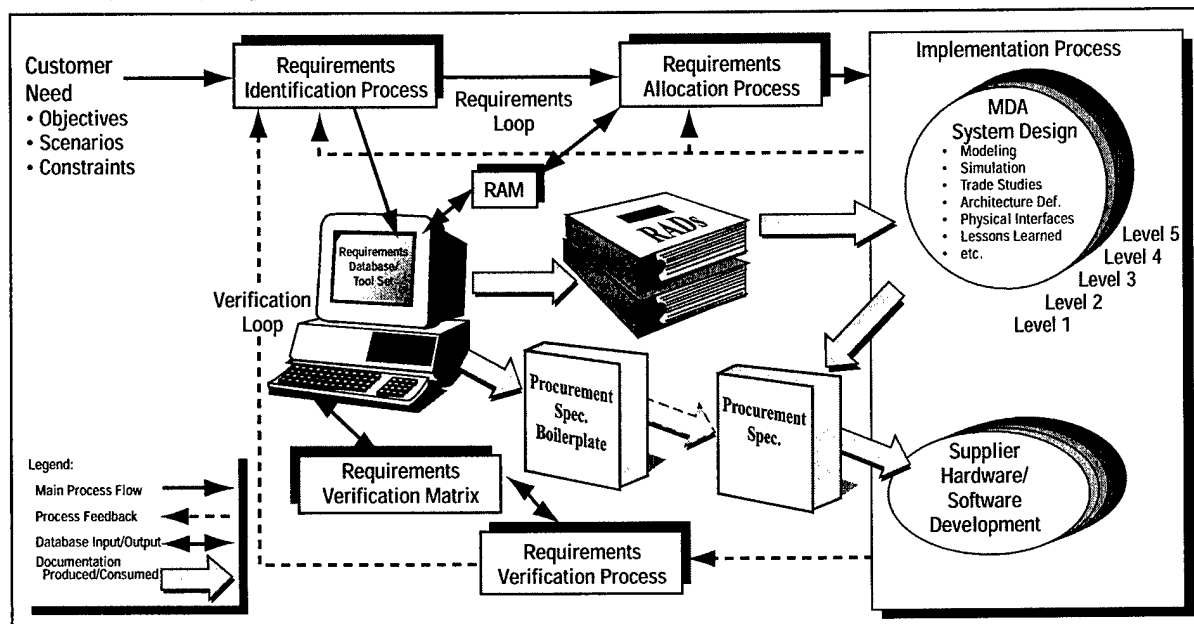 Customer
Need
• Objectives
• Scenarios
• Constraints
Requirements
Identification Process
Requirements
Loop
Requirements
Allocation Process
Implementation Process
MDA
System Design
• Modeling
• Simulation
• Trade Studies
• Architecture Def.
• Physical Interfaces
• Lessons Learned
• etc.
Level 5
Level 4
Level 3
Level 2
Level 1
RAM
RADs
Requirements
Database/
Tool Set
Verification
Loop
Procurement
Spec.
Boilerplate
Procurement
Spec.
Supplier
Hardware/
Software
Development
Requirements
Verification Matrix
Requirements
Verification Process
Legend:
Main Process Flow
Process Feedback
Database Input/Output
Documentation
Produced/Consumed